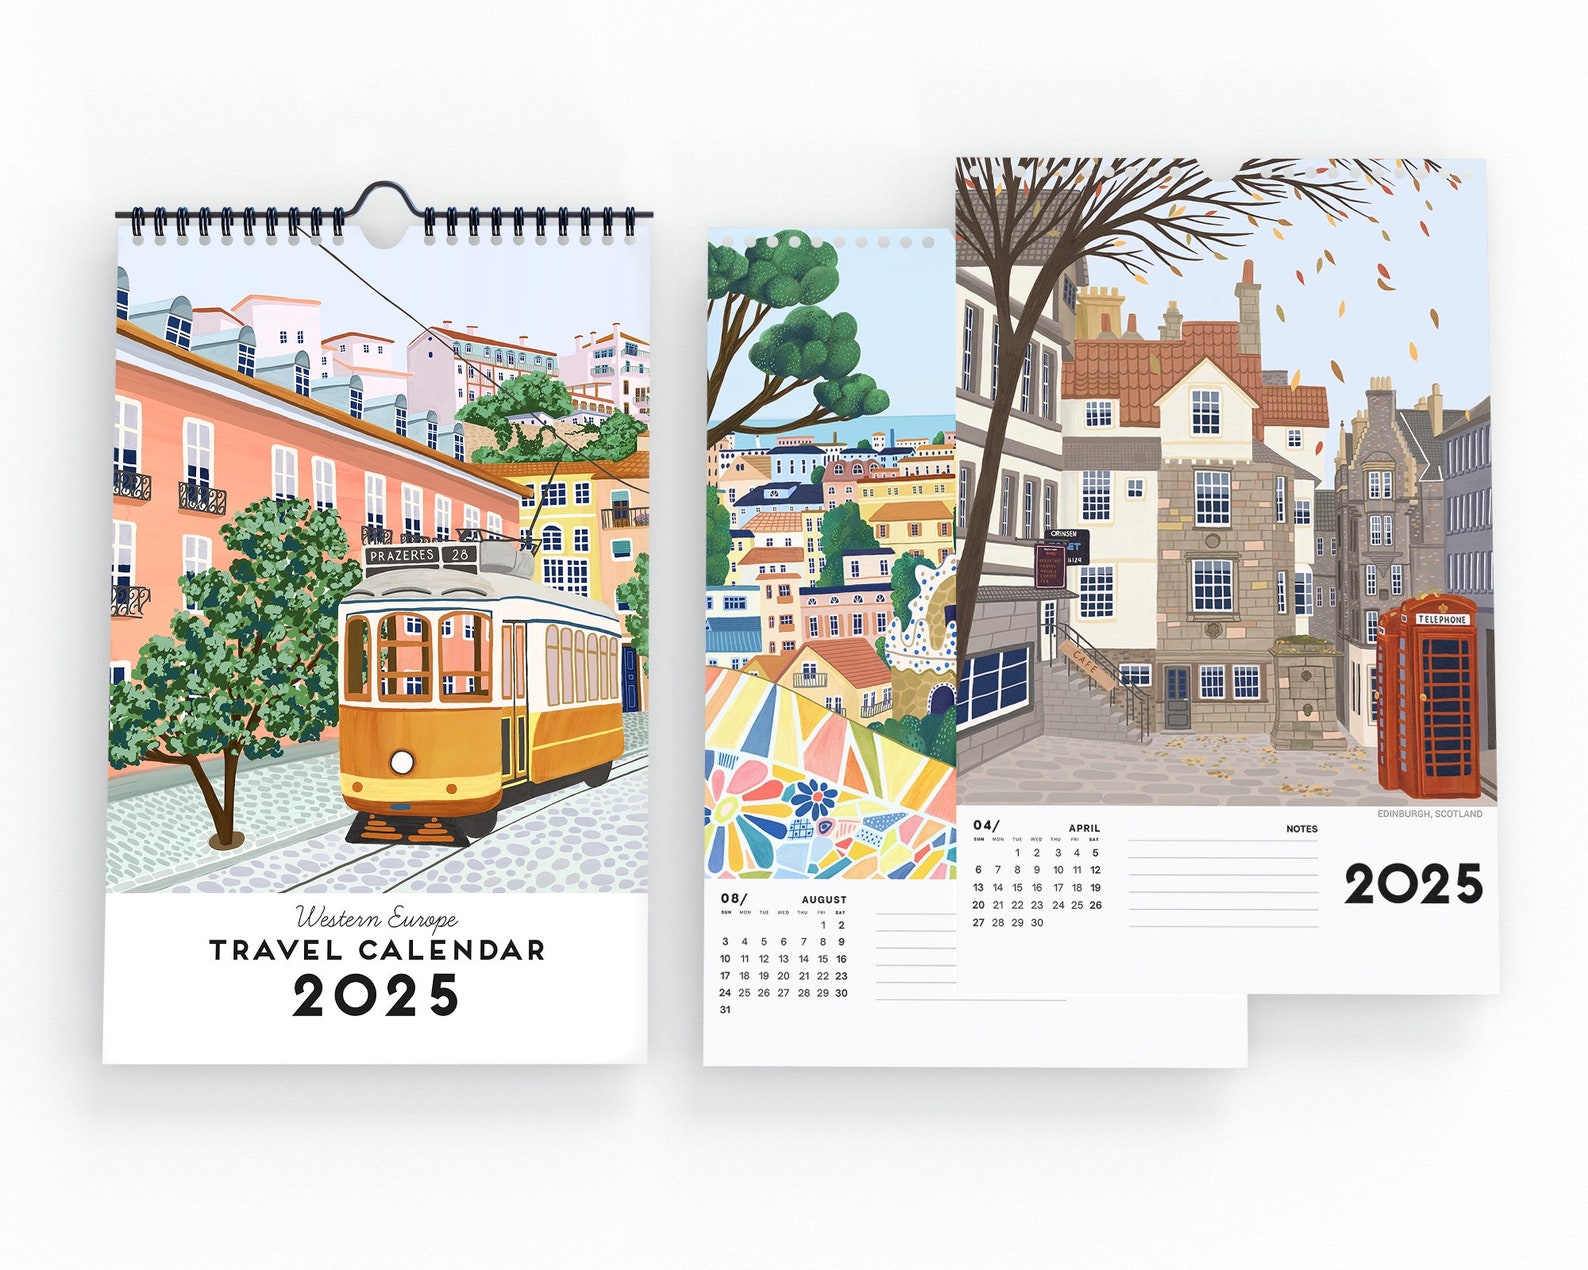 PRAZERES 28
Western Europe
TRAVEL CALENDAR
2025
08/ AUGUST
SUN MON TUE WED THU FRI SAT
1 2
3 4 5 6 7 8 9
10 11 12 13 14 15 16
17 18 19 20 21 22 23
24 25 26 27 28 29 30
31
ORINSEN
CAFE
TELEPHONE
EDINBURGH, SCOTLAND
04/ APRIL
SUN MON TUE WED THU FRI SAT
1 2 3 4 5
6 7 8 9 10 11 12
13 14 15 16 17 18 19
20 21 22 23 24 25 26
27 28 29 30
NOTES
2025